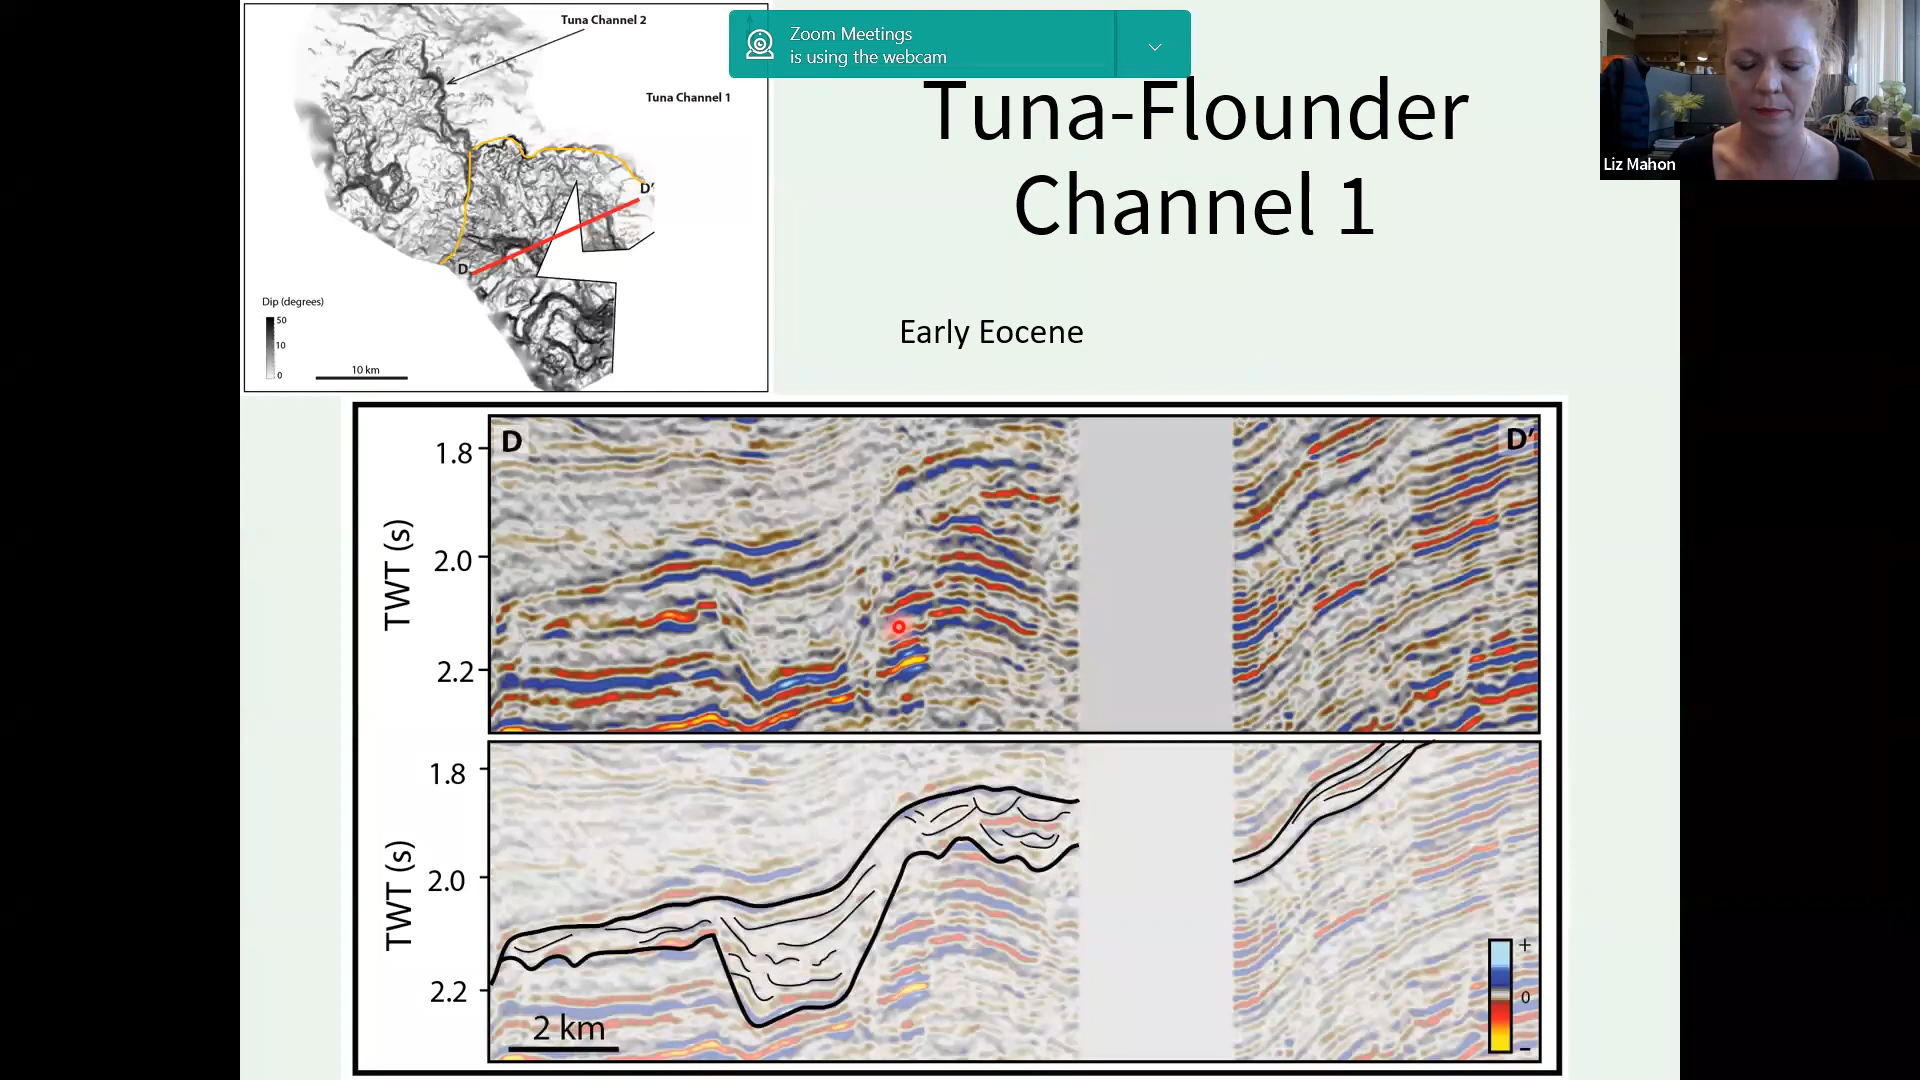 Tuna Channel 2
Tuna Channel 1
D'
D
Dip (degrees)
50
10
0
10 km
Zoom Meetings
is using the webcam
Tuna-Flounder
Channel 1
Early Eocene
Liz Mahon
D
D'
TWT (s)
1.8
2.0
2.2
TWT (s)
1.8
2.0
2.2
2 km
+
0
−